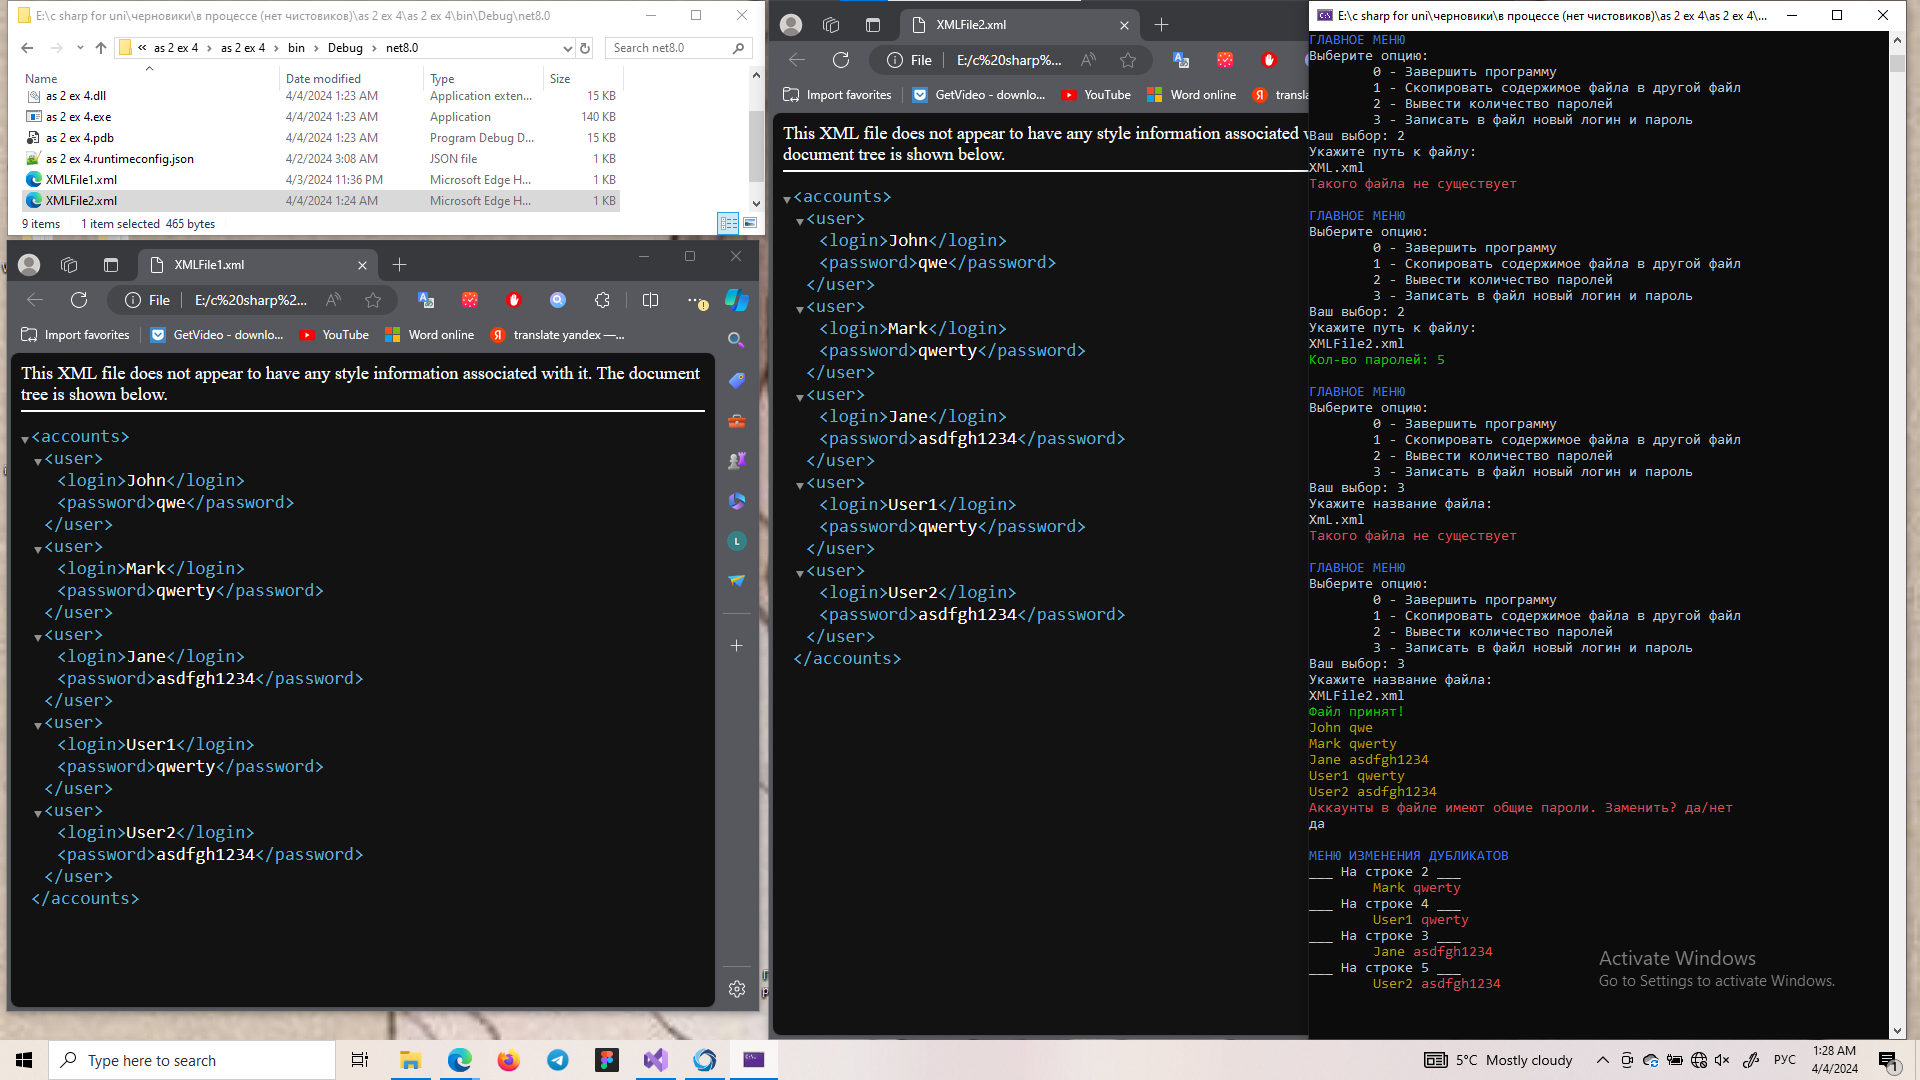 E:\c sharp for uni\черновики\в процессе (нет чистовиков)\as 2 ex 4\as 2 ex 4\bin\Debug\net8.0
« as 2 ex 4 › as 2 ex 4 › bin › Debug › net8.0
Search net8.0
Name Date modified Type Size
as 2 ex 4.dll 4/4/2024 1:23 AM Application exten... 15 KB
as 2 ex 4.exe 4/4/2024 1:23 AM Application 140 KB
as 2 ex 4.pdb 4/4/2024 1:23 AM Program Debug D... 15 KB
as 2 ex 4.runtimeconfig.json 4/2/2024 3:08 AM JSON file 1 KB
XMLFile1.xml 4/3/2024 11:36 PM Microsoft Edge H... 1 KB
XMLFile2.xml 4/4/2024 1:24 AM Microsoft Edge H... 1 KB
9 items 1 item selected 465 bytes
XMLFile1.xml
File E:/c%20sharp%2...
Import favorites GetVideo - downlo... YouTube Word online translate yandex —...
This XML file does not appear to have any style information associated with it. The document
tree is shown below.
<accounts>
<user>
<login>John</login>
<password>qwe</password>
</user>
<user>
<login>Mark</login>
<password>qwerty</password>
</user>
<user>
<login>Jane</login>
<password>asdfgh1234</password>
</user>
<user>
<login>User1</login>
<password>qwerty</password>
</user>
<user>
<login>User2</login>
<password>asdfgh1234</password>
</user>
</accounts>
XMLFile2.xml
File E:/c%20sharp%...
Import favorites GetVideo - downlo... YouTube Word online transla
This XML file does not appear to have any style information associated
document tree is shown below.
<accounts>
<user>
<login>John</login>
<password>qwe</password>
</user>
<user>
<login>Mark</login>
<password>qwerty</password>
</user>
<user>
<login>Jane</login>
<password>asdfgh1234</password>
</user>
<user>
<login>User1</login>
<password>qwerty</password>
</user>
<user>
<login>User2</login>
<password>asdfgh1234</password>
</user>
</accounts>
E:\c sharp for uni\черновики\в процессе (нет чистовиков)\as 2 ex 4\as 2 ex 4\...
ГЛАВНОЕ МЕНЮ
Выберите опцию:
0 - Завершить программу
1 - Скопировать содержимое файла в другой файл
2 - Вывести количество паролей
3 - Записать в файл новый логин и пароль
Ваш выбор: 2
Укажите путь к файлу:
XML.xml
Такого файла не существует
ГЛАВНОЕ МЕНЮ
Выберите опцию:
0 - Завершить программу
1 - Скопировать содержимое файла в другой файл
2 - Вывести количество паролей
3 - Записать в файл новый логин и пароль
Ваш выбор: 2
Укажите путь к файлу:
XMLFile2.xml
Кол-во паролей: 5
ГЛАВНОЕ МЕНЮ
Выберите опцию:
0 - Завершить программу
1 - Скопировать содержимое файла в другой файл
2 - Вывести количество паролей
3 - Записать в файл новый логин и пароль
Ваш выбор: 3
Укажите название файла:
XmL.xml
Такого файла не существует
ГЛАВНОЕ МЕНЮ
Выберите опцию:
0 - Завершить программу
1 - Скопировать содержимое файла в другой файл
2 - Вывести количество паролей
3 - Записать в файл новый логин и пароль
Ваш выбор: 3
Укажите название файла:
XMLFile2.xml
Файл принят!
John qwe
Mark qwerty
Jane asdfgh1234
User1 qwerty
User2 asdfgh1234
Аккаунты в файле имеют общие пароли. Заменить? да/нет
да
МЕНЮ ИЗМЕНЕНИЯ ДУБЛИКАТОВ
___ На строке 2 ___
Mark qwerty
___ На строке 4 ___
User1 qwerty
___ На строке 3 ___
Jane asdfgh1234
___ На строке 5 ___
User2 asdfgh1234
Activate Windows
Go to Settings to activate Windows.
Type here to search
5°C Mostly cloudy
РУС
1:28 AM
4/4/2024
1